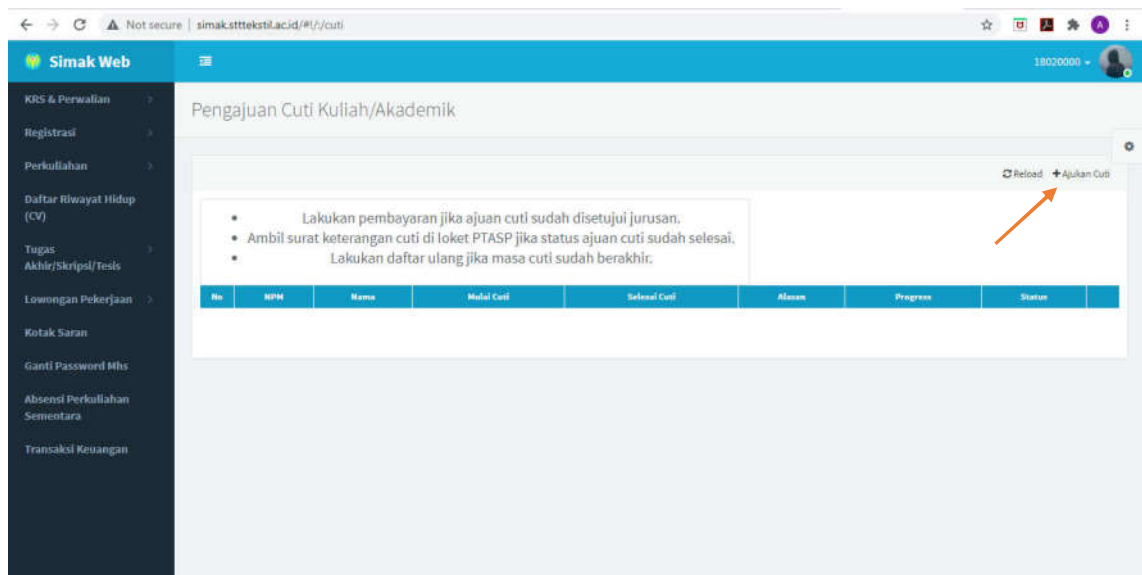 Not secure | simak.stttekstil.ac.id/#!/:/cuti
Simak Web
18020000
KRS & Perwalian
Registrasi
Perkuliahan
Daftar Riwayat Hidup
(CV)
Tugas
Akhir/Skripsi/Tesis
Lowongan Pekerjaan
Kotak Saran
Ganti Password Mhs
Absensi Perkuliahan
Sementara
Transaksi Keuangan
Pengajuan Cuti Kuliah/Akademik
Reload +Ajukan Cuti
• Lakukan pembayaran jika ajuan cuti sudah disetujui jurusan.
• Ambil surat keterangan cuti di loket PTASP jika status ajuan cuti sudah selesai.
• Lakukan daftar ulang jika masa cuti sudah berakhir.
No NPM Nama Mulai Cuti Selesai Cuti Alasan Progress Status